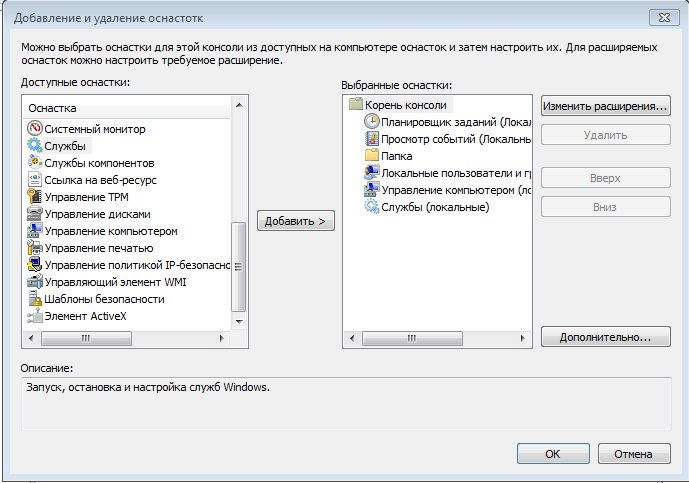 Добавление и удаление оснастотк
Можно выбрать оснастки для этой консоли из доступных на компьютере оснасток и затем настроить их. Для расширяемых
оснасток можно настроить требуемое расширение.
Доступные оснастки:
Оснастка
Системный монитор
Службы
Службы компонентов
Ссылка на веб-ресурс
Управление TPM
Управление дисками
Управление компьютером
Управление печатью
Управление политикой IP-безопаснос
Управляющий элемент WMI
Шаблоны безопасности
Элемент ActiveX
Добавить >
Выбранные оснастки:
Корень консоли
Планировщик заданий (Локал
Просмотр событий (Локальны
Папка
Локальные пользователи и гр
Управление компьютером (ло
Службы (локальные)
Изменить расширения...
Удалить
Вверх
Вниз
Дополнительно...
Описание:
Запуск, остановка и настройка служб Windows.
ОК
Отмена